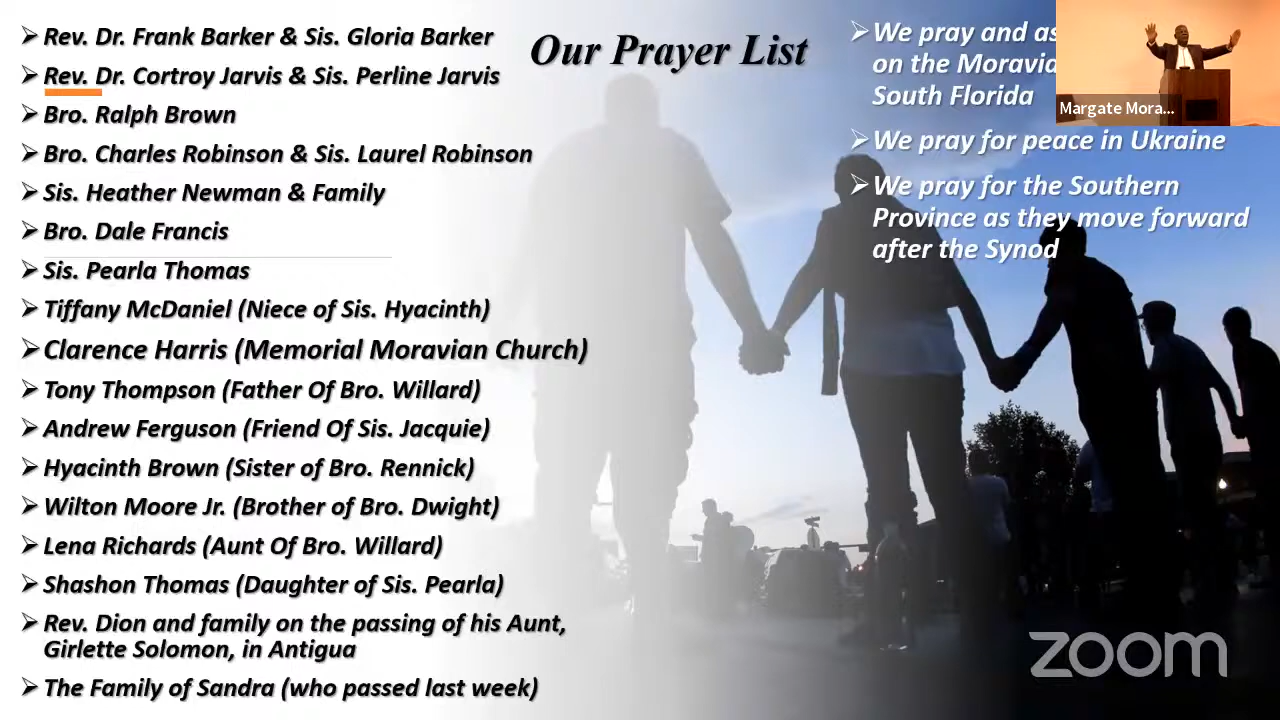 Our Prayer List
➢ Rev. Dr. Frank Barker & Sis. Gloria Barker
➢ Rev. Dr. Cortroy Jarvis & Sis. Perline Jarvis
➢ Bro. Ralph Brown
➢ Bro. Charles Robinson & Sis. Laurel Robinson
➢ Sis. Heather Newman & Family
➢ Bro. Dale Francis
➢ Sis. Pearla Thomas
➢ Tiffany McDaniel (Niece of Sis. Hyacinth)
➢ Clarence Harris (Memorial Moravian Church)
➢ Tony Thompson (Father Of Bro. Willard)
➢ Andrew Ferguson (Friend Of Sis. Jacquie)
➢ Hyacinth Brown (Sister of Bro. Rennick)
➢ Wilton Moore Jr. (Brother of Bro. Dwight)
➢ Lena Richards (Aunt Of Bro. Willard)
➢ Shashon Thomas (Daughter of Sis. Pearla)
➢ Rev. Dion and family on the passing of his Aunt,
Girlette Solomon, in Antigua
➢ The Family of Sandra (who passed last week)
➢ We pray and
on the
South Florida
➢ We pray for peace in Ukraine
➢ We pray for the Southern
Province as they move forward
after the Synod
Margate Mora...
zoom